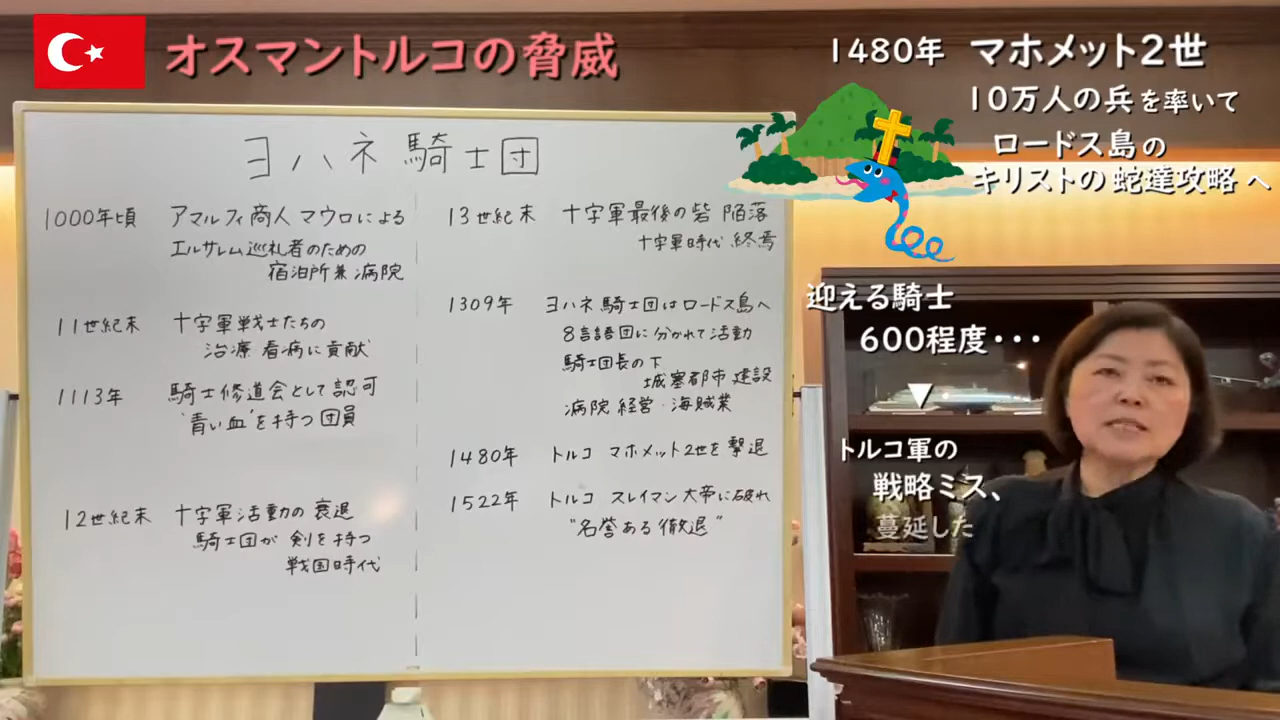 オスマントルコの脅威
1480年 マホメット2世
10万人の兵を率いて
ロードス島の
キリストの蛇達攻略へ
迎える騎士
600程度・・・
▼
トルコ軍の
戦略ミス、
蔓延した
ヨハネ騎士団
1000年頃 アマルフィ商人マウロによる
エルサレム巡礼者のための
宿泊所兼病院
11世紀末 十字軍戦士たちの
治療看病に貢献
1113年 騎士修道会として認可
"青い血"を持つ団員
12世紀末 十字軍活動の衰退
騎士団が剣を持つ
戦国時代
13世紀末 十字軍最後の砦 陥落
十字軍時代 終焉
1309年 ヨハネ騎士団はロードス島へ
8言語団に分かれて活動
騎士団長の下
城塞都市建設
病院経営・海賊業
1480年 トルコ マホメット2世を撃退
1522年 トルコ スレイマン大帝に破れ
"名誉ある徹退"